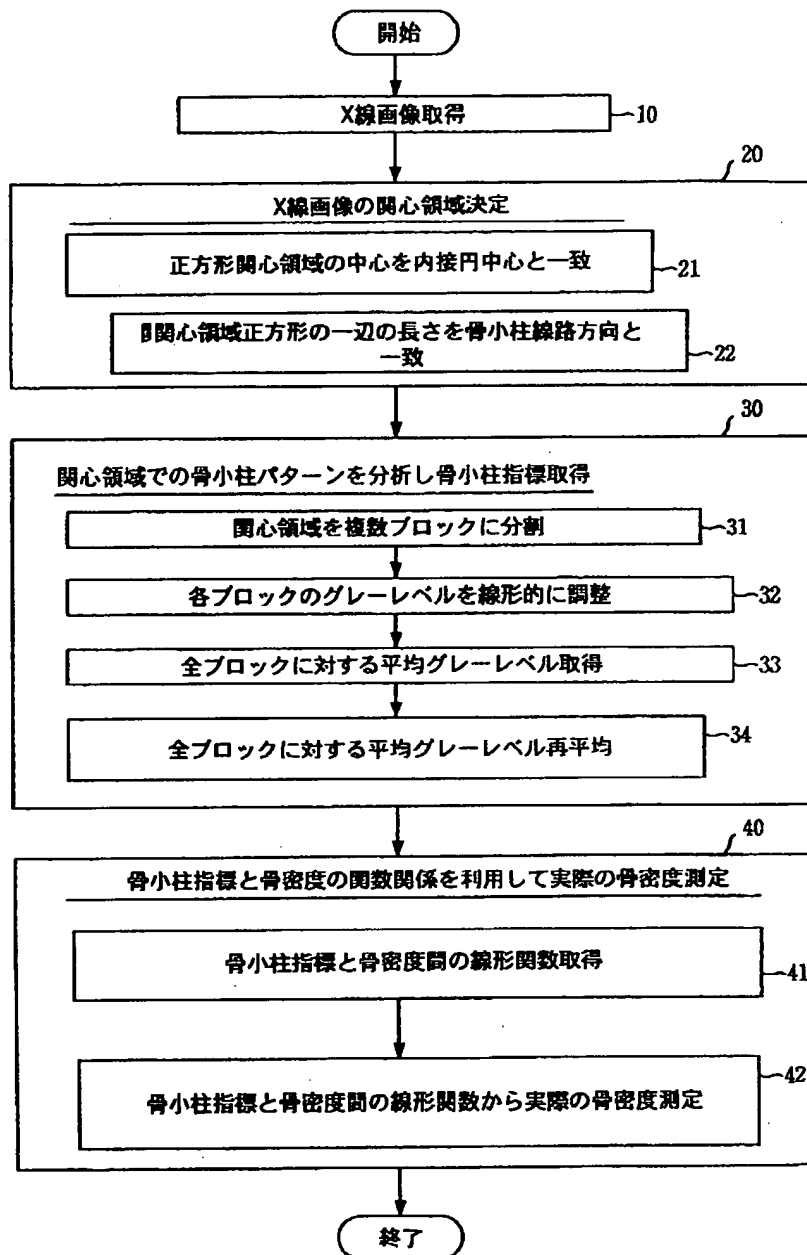 開始
X線画像取得
10
20
X線画像の関心領域決定
正方形関心領域の中心を内接円中心と一致
21
関心領域正方形の一辺の長さを骨小柱線路方向と
一致
22
30
関心領域での骨小柱パターンを分析し骨小柱指標取得
関心領域を複数ブロックに分割
31
各ブロックのグレーレベルを線形的に調整
32
全ブロックに対する平均グレーレベル取得
33
全ブロックに対する平均グレーレベル再平均
34
40
骨小柱指標と骨密度の関数関係を利用して実際の骨密度測定
骨小柱指標と骨密度間の線形関数取得
41
骨小柱指標と骨密度間の線形関数から実際の骨密度測定
42
終了